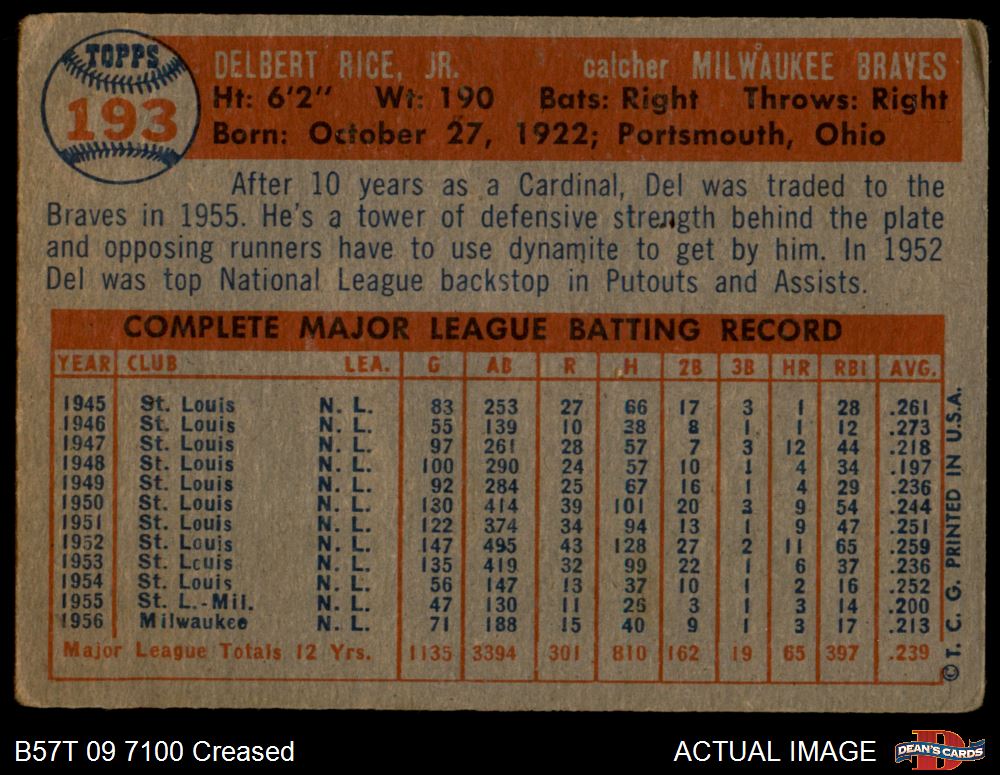 TOPPS
193
DELBERT RICE, JR. catcher MILWAUKEE BRAVES
Ht: 6'2" Wt: 190 Bats: Right Throws: Right
Born: October 27, 1922; Portsmouth, Ohio
After 10 years as a Cardinal, Del was traded to the
Braves in 1955. He's a tower of defensive strength behind the plate
and opposing runners have to use dynamite to get by him. In 1952
Del was top National League backstop in Putouts and Assists.
COMPLETE MAJOR LEAGUE BATTING RECORD
YEAR CLUB LEA. G AB R H 2B 3B HR RBI AVG.
1945 St. Louis N. L. 83 253 27 66 17 3 1 28 .261
1946 St. Louis N. L. 55 139 10 38 8 1 1 12 .273
1947 St. Louis N. L. 97 261 28 57 7 3 12 44 .218
1948 St. Louis N. L. 100 290 24 57 10 1 4 34 .197
1949 St. Louis N. L. 92 284 25 67 16 1 4 29 .236
1950 St. Louis N. L. 130 414 39 101 20 3 9 54 .244
1951 St. Louis N. L. 122 374 34 94 13 1 9 47 .251
1952 St. Louis N. L. 147 495 43 128 27 2 11 65 .259
1953 St. Louis N. L. 135 419 32 99 22 1 6 37 .236
1954 St. Louis N. L. 56 147 13 37 10 1 2 16 .252
1955 St. L.-Mil. N. L. 47 130 11 26 3 1 3 14 .200
1956 Milwaukee N. L. 71 188 15 40 9 1 3 17 .213
Major League Totals 12 Yrs. 1135 3394 301 810 162 19 65 397 .239
© T. C. G. PRINTED IN U.S.A.
B57T 09 7100 Creased
ACTUAL IMAGE
DEAN'S CARDS